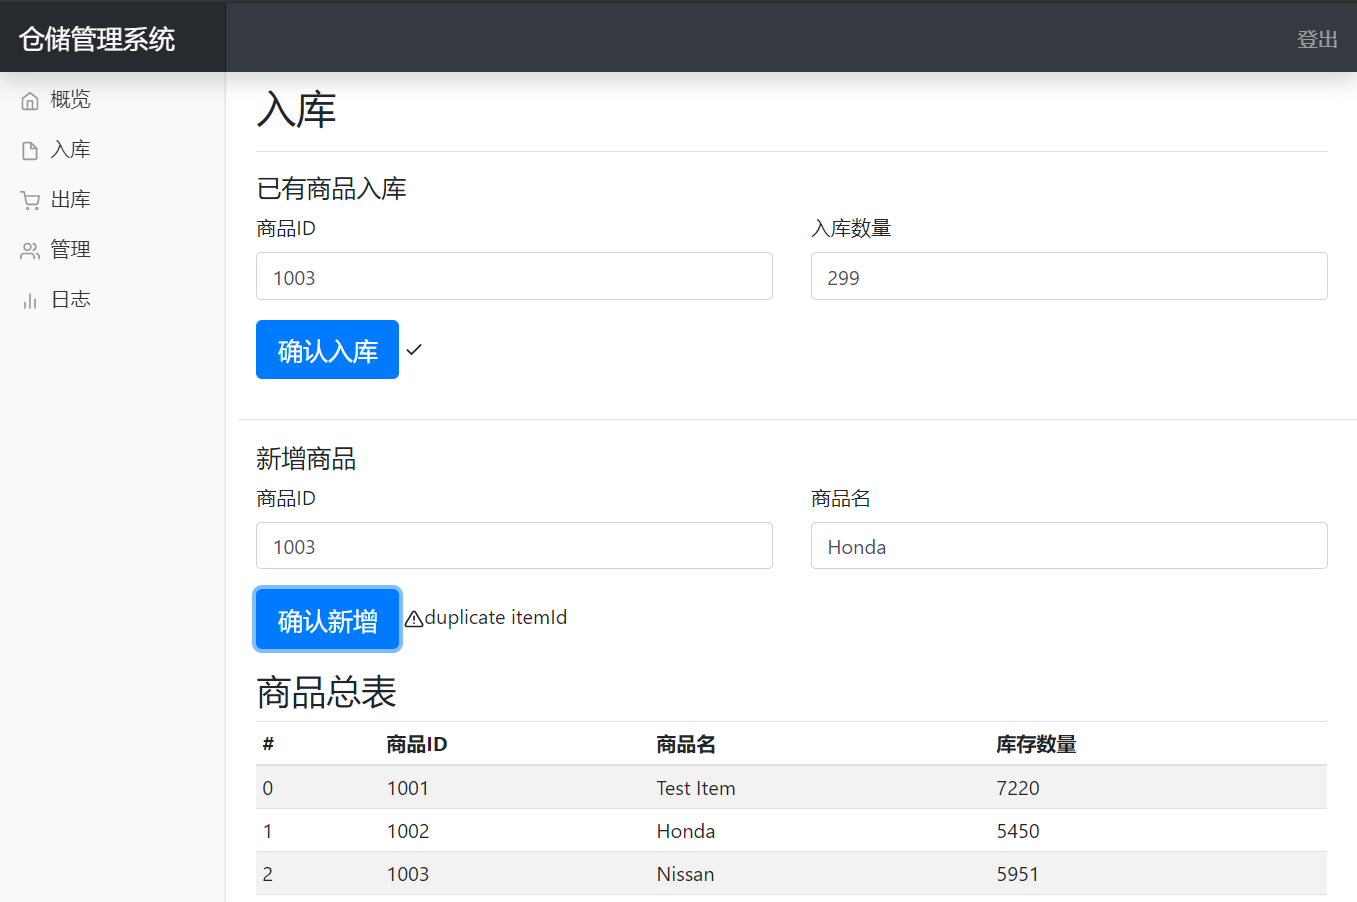 仓储管理系统
登出
概览
入库
出库
管理
日志
入库
已有商品入库
商品ID 入库数量
1003 299
确认入库
新增商品
商品ID 商品名
1003 Honda
确认新增 duplicate itemId
商品总表
# 商品ID 商品名 库存数量
0 1001 Test Item 7220
1 1002 Honda 5450
2 1003 Nissan 5951